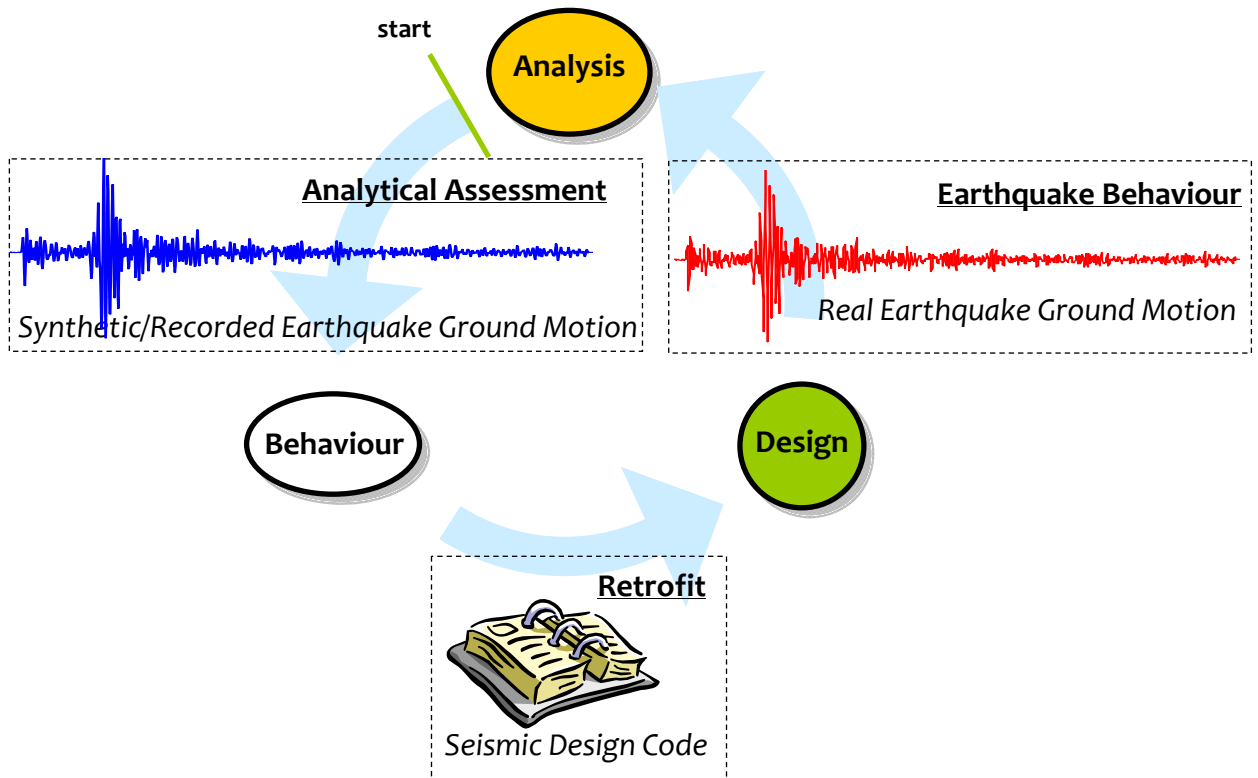 start
Analysis
Analytical Assessment
Synthetic/Recorded Earthquake Ground Motion
Earthquake Behaviour
Real Earthquake Ground Motion
Behaviour
Design
Retrofit
Seismic Design Code